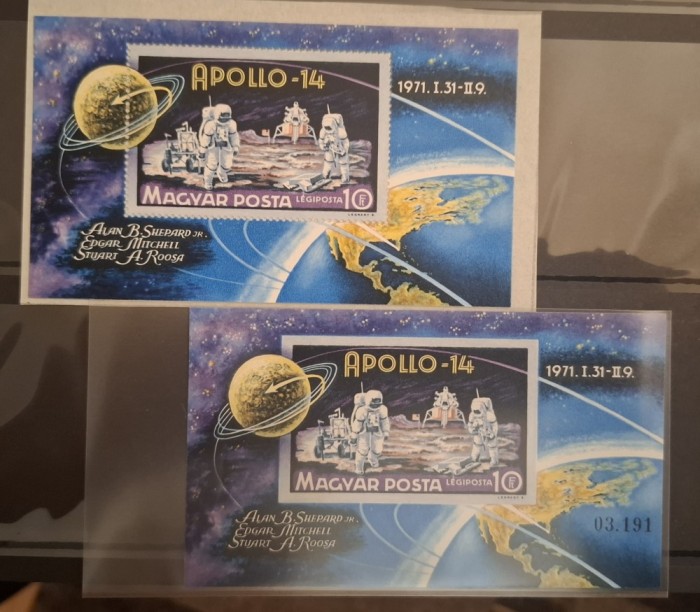 APOLLO-14
1971. I.31-II.9.
MAGYAR POSTA LÉGIPOSTA 10 Ft
ALAN B. SHEPARD JR.
EDGAR MITCHELL
STUART A. ROOSA
APOLLO-14
1971. I.31-II.9.
MAGYAR POSTA LÉGIPOSTA 10 Ft
ALAN B. SHEPARD JR.
EDGAR MITCHELL
STUART A. ROOSA
03.191